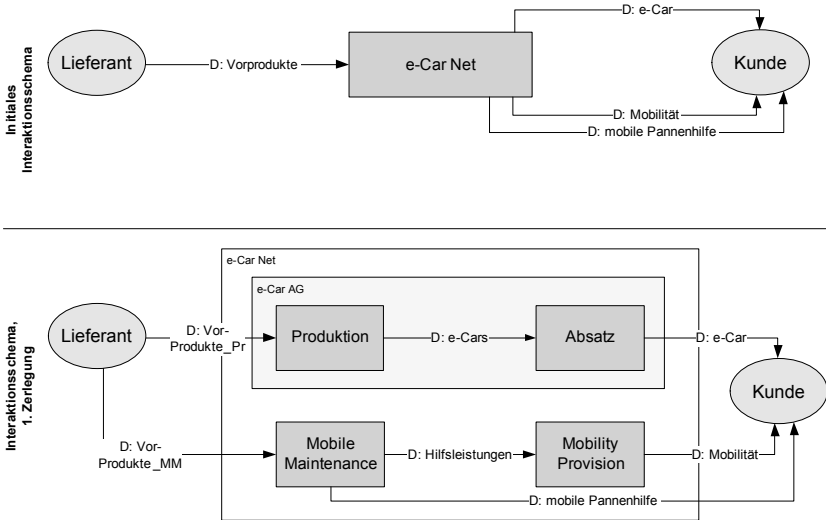 Initiales
Interaktionsschema
Lieferant
D: Vorprodukte
e-Car Net
D: e-Car
Kunde
D: Mobilität
D: mobile Pannenhilfe
Interaktionsschema,
1. Zerlegung
e-Car Net
e-Car AG
Lieferant
D: Vor-
Produkte_Pr
Produktion
D: e-Cars
Absatz
D: e-Car
Kunde
D: Vor-
Produkte_MM
Mobile
Maintenance
D: Hilfsleistungen
Mobility
Provision
D: Mobilität
D: mobile Pannenhilfe